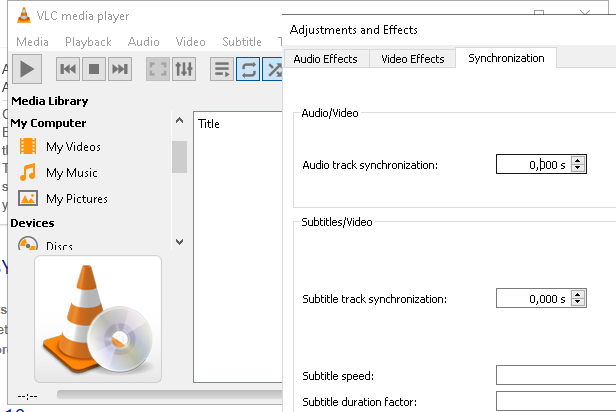 VLC media player
Media Playback Audio Video Subtitle
Media Library
My Computer
My Videos
My Music
My Pictures
Devices
Discs
Title
--:--
Adjustments and Effects
Audio Effects Video Effects Synchronization
Audio/Video
Audio track synchronization: 0,000 s
Subtitles/Video
Subtitle track synchronization: 0,000 s
Subtitle speed:
Subtitle duration factor: